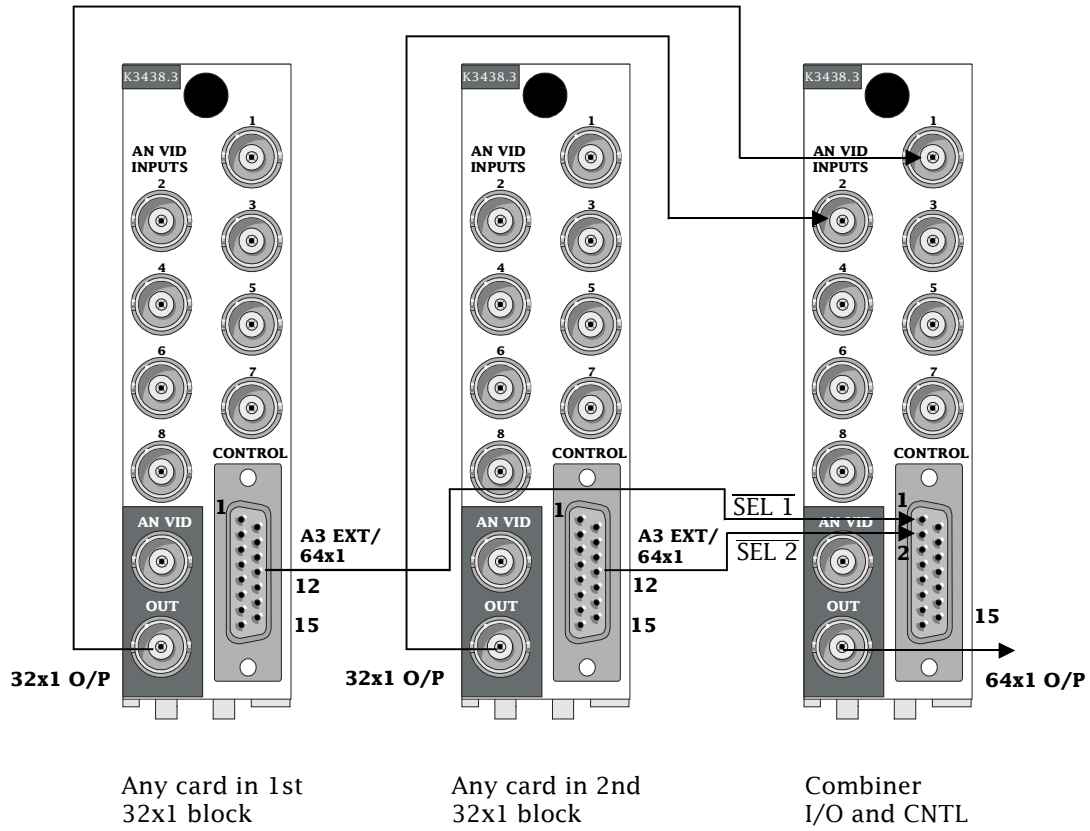 K3438.3
1
AN VID
INPUTS
2
3
4
5
6
7
8
CONTROL
1
AN VID
OUT
A3 EXT/
64x1
12
15
32x1 O/P
K3438.3
1
AN VID
INPUTS
2
3
4
5
6
7
8
CONTROL
1
AN VID
OUT
A3 EXT/
64x1
12
15
32x1 O/P
K3438.3
1
AN VID
INPUTS
2
3
4
5
6
7
8
CONTROL
SEL 1
SEL 2
1
2
AN VID
OUT
15
64x1 O/P
Any card in 1st
32x1 block
Any card in 2nd
32x1 block
Combiner
I/O and CNTL